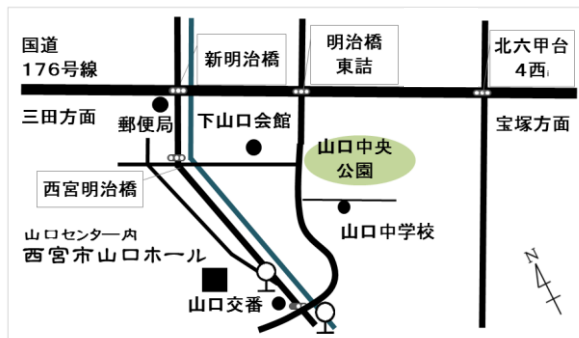 国道
176号線
新明治橋
明治橋
東詰
北六甲台
4西
三田方面
郵便局
下山口会館
山口中央
公園
宝塚方面
西宮明治橋
山口センター内
西宮市山口ホール
山口中学校
山口交番
N